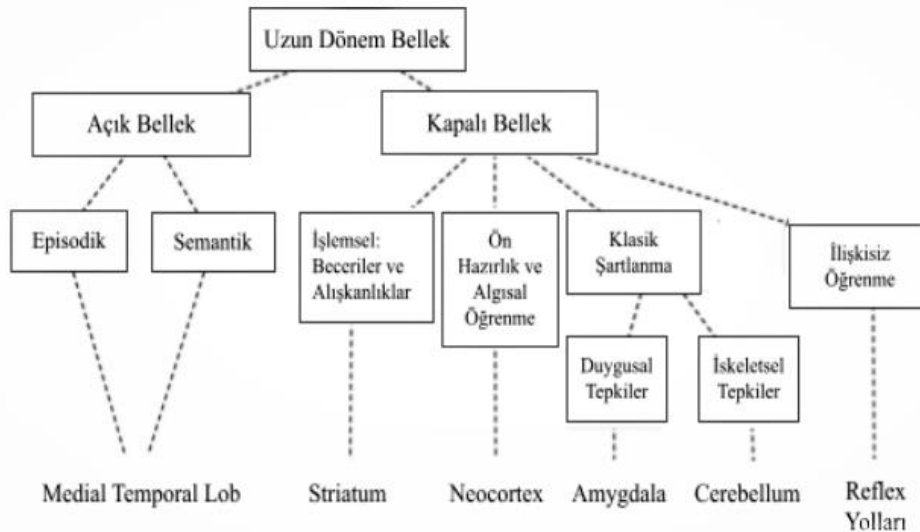 Uzun Dönem Bellek
Açık Bellek
Kapalı Bellek
Episodik
Semantik
İşlemsel:
Beceriler ve
Alışkanlıklar
Ön
Hazırlık ve
Algısal
Öğrenme
Klasik
Şartlanma
İlişkisiz
Öğrenme
Duygusal
Tepkiler
İskeletsel
Tepkiler
Medial Temporal Lob
Striatum
Neocortex
Amygdala
Cerebellum
Reflex
Yolları